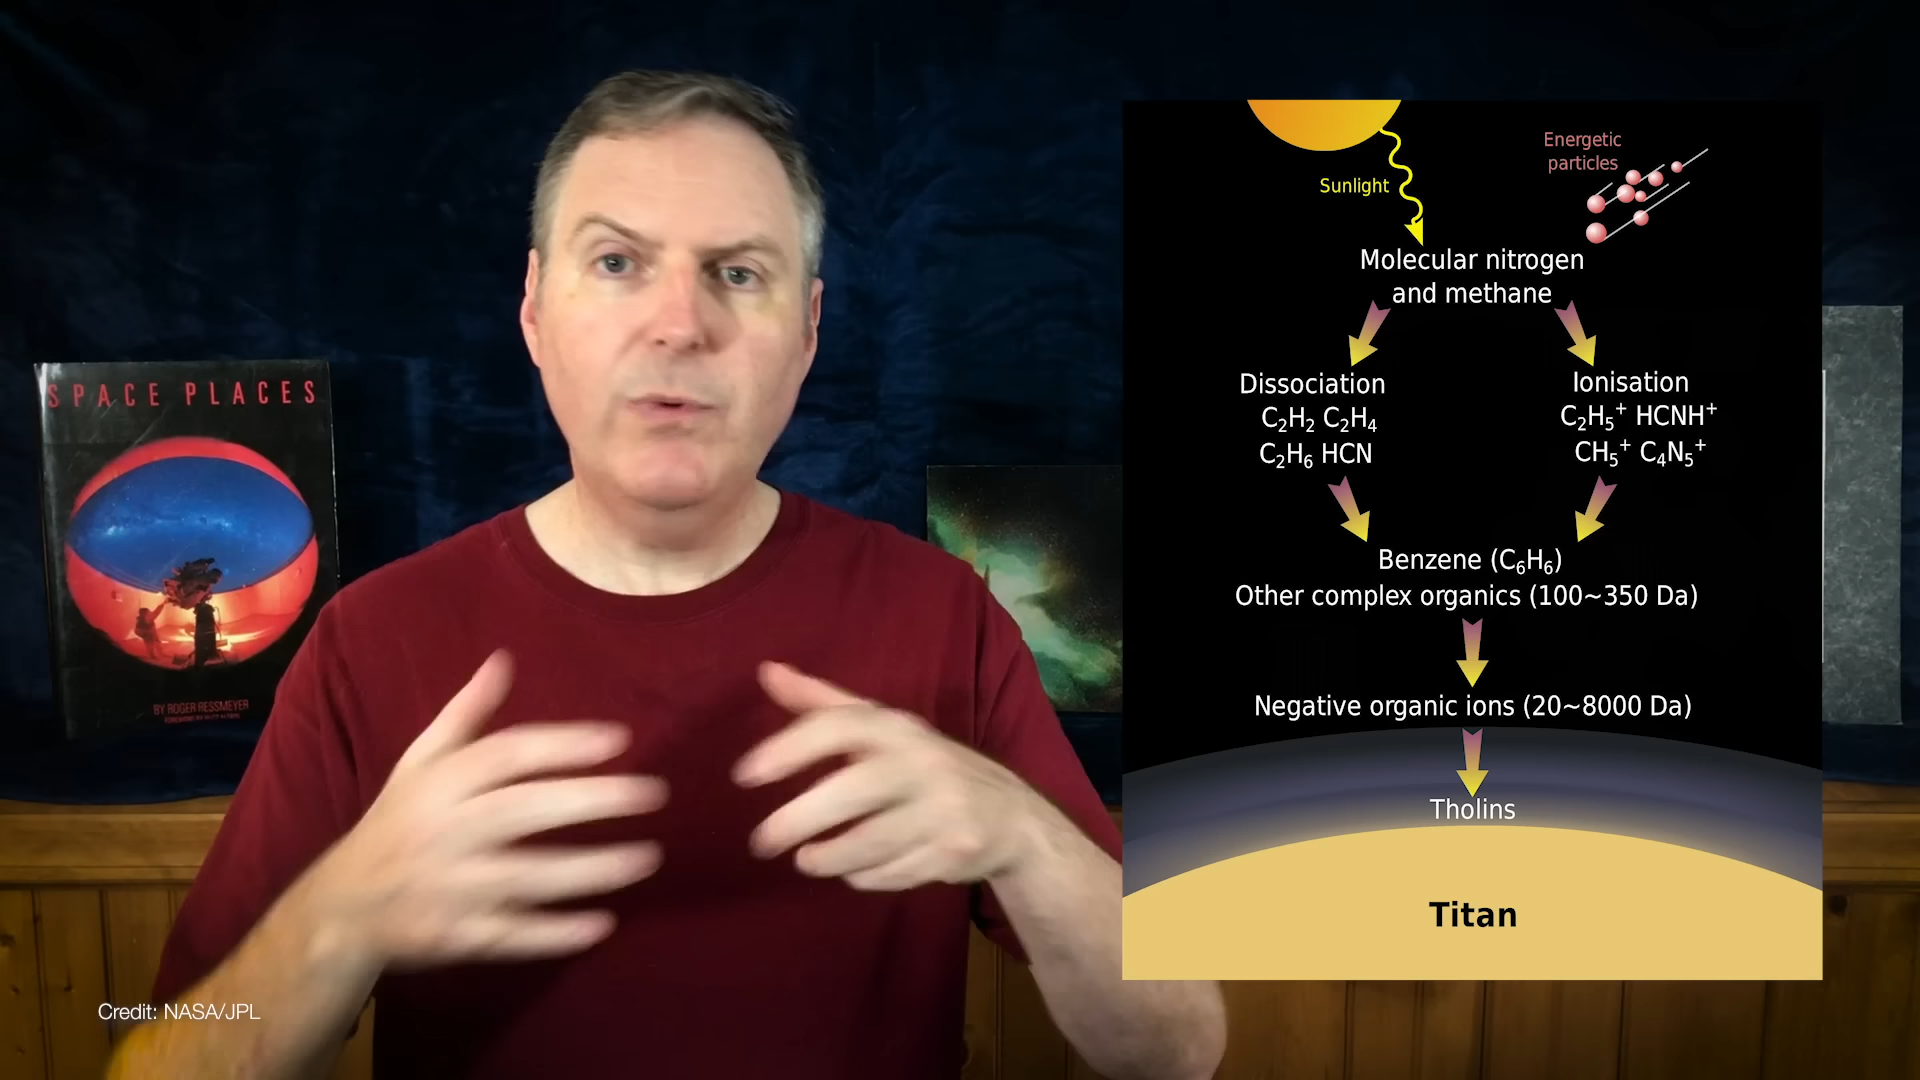 SPACE PLACES
BY ROGER RESSMEYER
Credit: NASA/JPL
Energetic
particles
Sunlight
Molecular nitrogen
and methane
Dissociation
C₂H₂ C₂H₄
C₂H₆ HCN
Ionisation
C₂H₅⁺ HCNH⁺
CH₅⁺ C₄N₅⁺
Benzene (C₆H₆)
Other complex organics (100~350 Da)
Negative organic ions (20~8000 Da)
Tholins
Titan